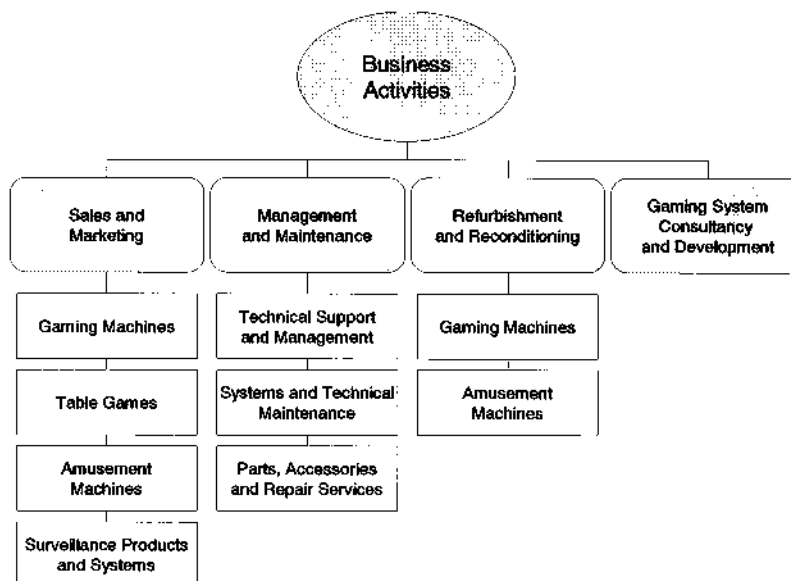 Business
Activities
Sales and
Marketing
Management
and Maintenance
Refurbishment
and Reconditioning
Gaming System
Consultancy
and Development
Gaming Machines
Technical Support
and Management
Gaming Machines
Table Games
Systems and Technical
Maintenance
Amusement
Machines
Amusement
Machines
Parts, Accessories
and Repair Services
Surveillance Products
and Systems